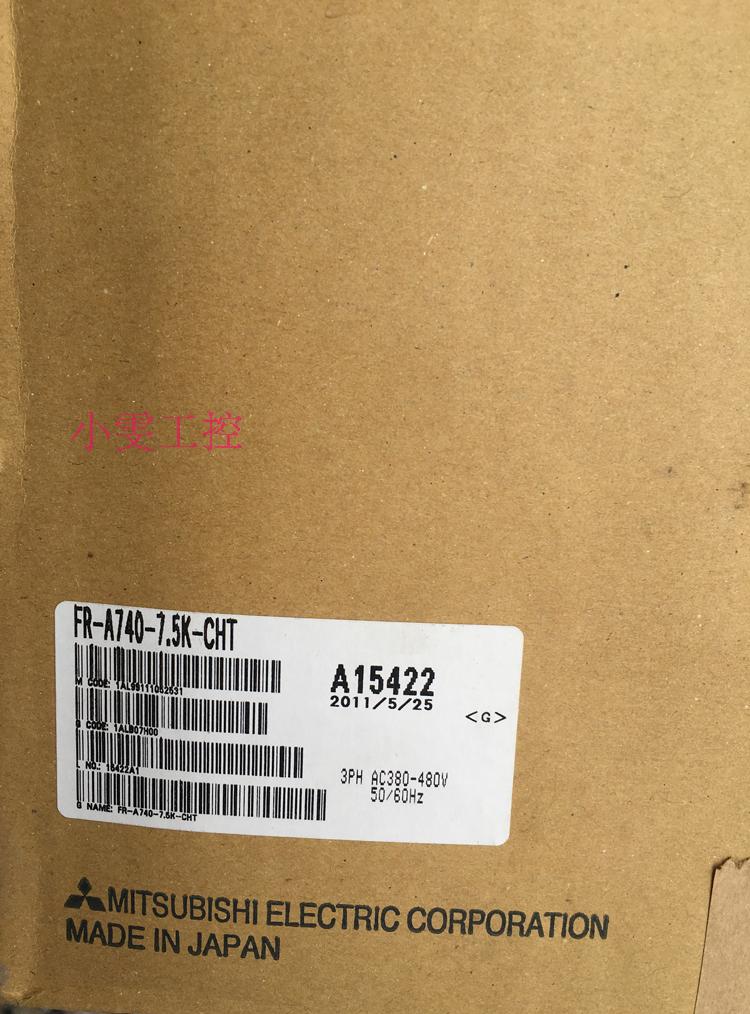 小雯工控
FR-A740-7.5K-CHT
M CODE: 1AL99111052531
G CODE: 1ALB07H00
L NO.: 15422A1
G NAME: FR-A740-7.5K-CHT
A15422
2011/5/25
<G>
3PH AC380-480V
50/60Hz
MITSUBISHI ELECTRIC CORPORATION
MADE IN JAPAN